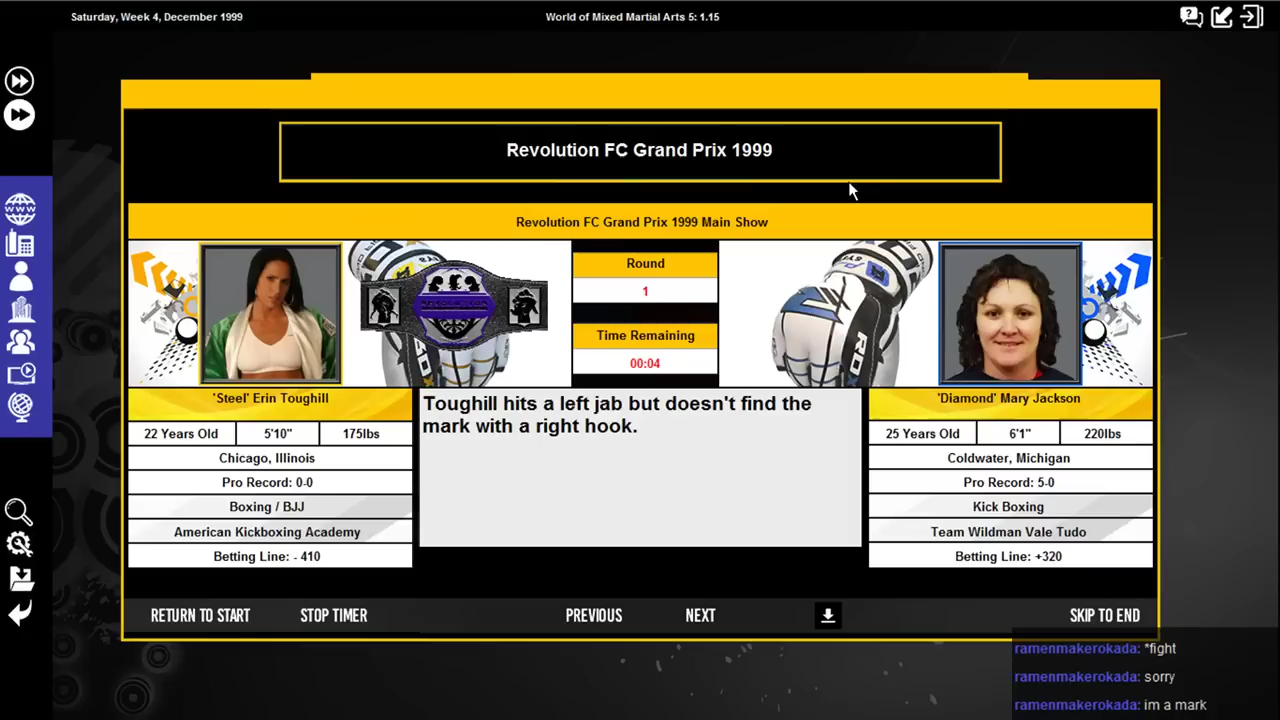 Saturday, Week 4, December 1999
World of Mixed Martial Arts 5: 1.15
Revolution FC Grand Prix 1999
Revolution FC Grand Prix 1999 Main Show
Round
1
Time Remaining
00:04
'Steel' Erin Toughill
22 Years Old
5'10"
175lbs
Chicago, Illinois
Pro Record: 0-0
Boxing / BJJ
American Kickboxing Academy
Betting Line: - 410
Toughill hits a left jab but doesn't find the
mark with a right hook.
'Diamond' Mary Jackson
25 Years Old
6'1"
220lbs
Coldwater, Michigan
Pro Record: 5-0
Kick Boxing
Team Wildman Vale Tudo
Betting Line: +320
RETURN TO START
STOP TIMER
PREVIOUS
NEXT
SKIP TO END
ramenmakerokada: *fight
ramenmakerokada: sorry
ramenmakerokada: im a mark